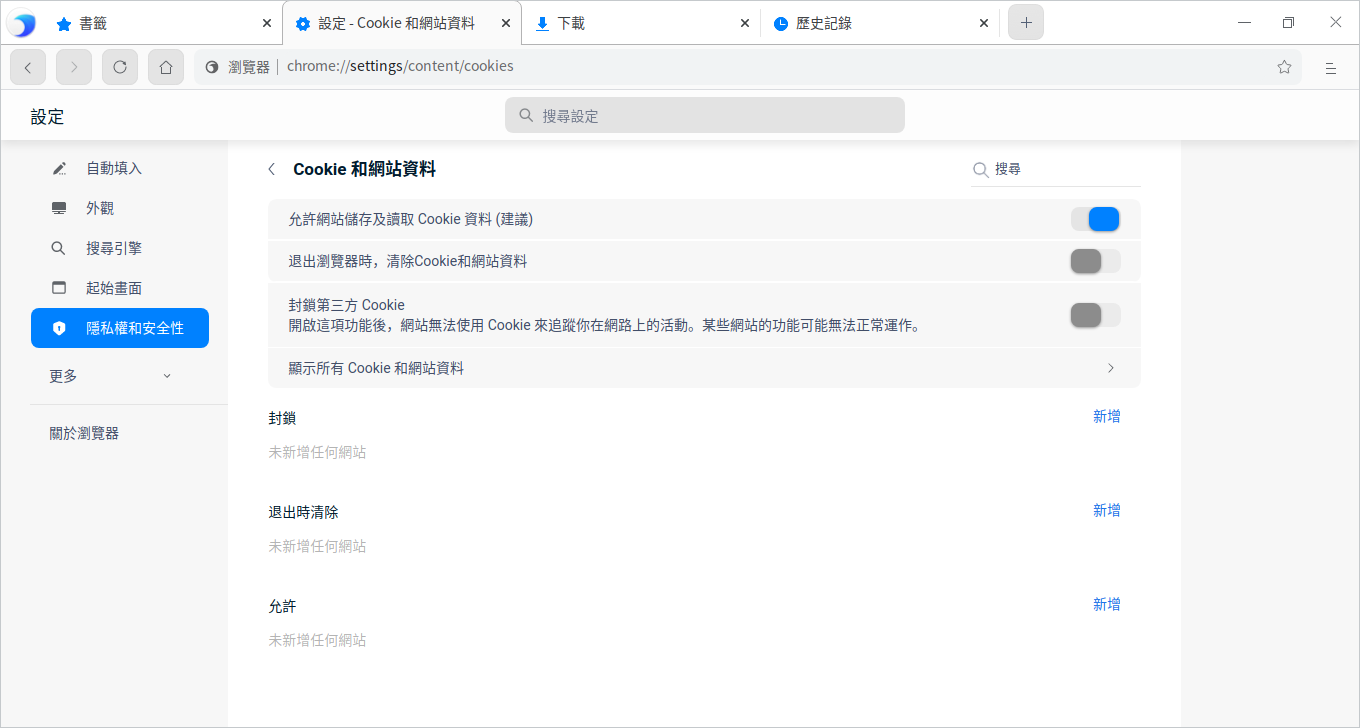 書籤
設定 - Cookie 和網站資料
下載
歷史記錄
瀏覽器
chrome://settings/content/cookies
設定
搜尋設定
自動填入
外觀
搜尋引擎
起始畫面
隱私權和安全性
更多
關於瀏覽器
Cookie 和網站資料
搜尋
允許網站儲存及讀取 Cookie 資料 (建議)
退出瀏覽器時，清除Cookie和網站資料
封鎖第三方 Cookie
開啟這項功能後，網站無法使用 Cookie 來追蹤你在網路上的活動。某些網站的功能可能無法正常運作。
顯示所有 Cookie 和網站資料
封鎖
新增
未新增任何網站
退出時清除
新增
未新增任何網站
允許
新增
未新增任何網站